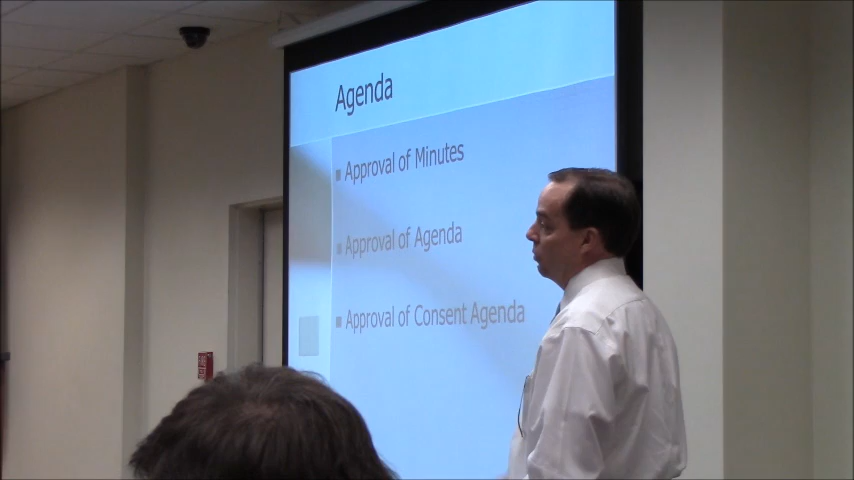 Agenda
■ Approval of Minutes
■ Approval of Agenda
■ Approval of Consent Agenda